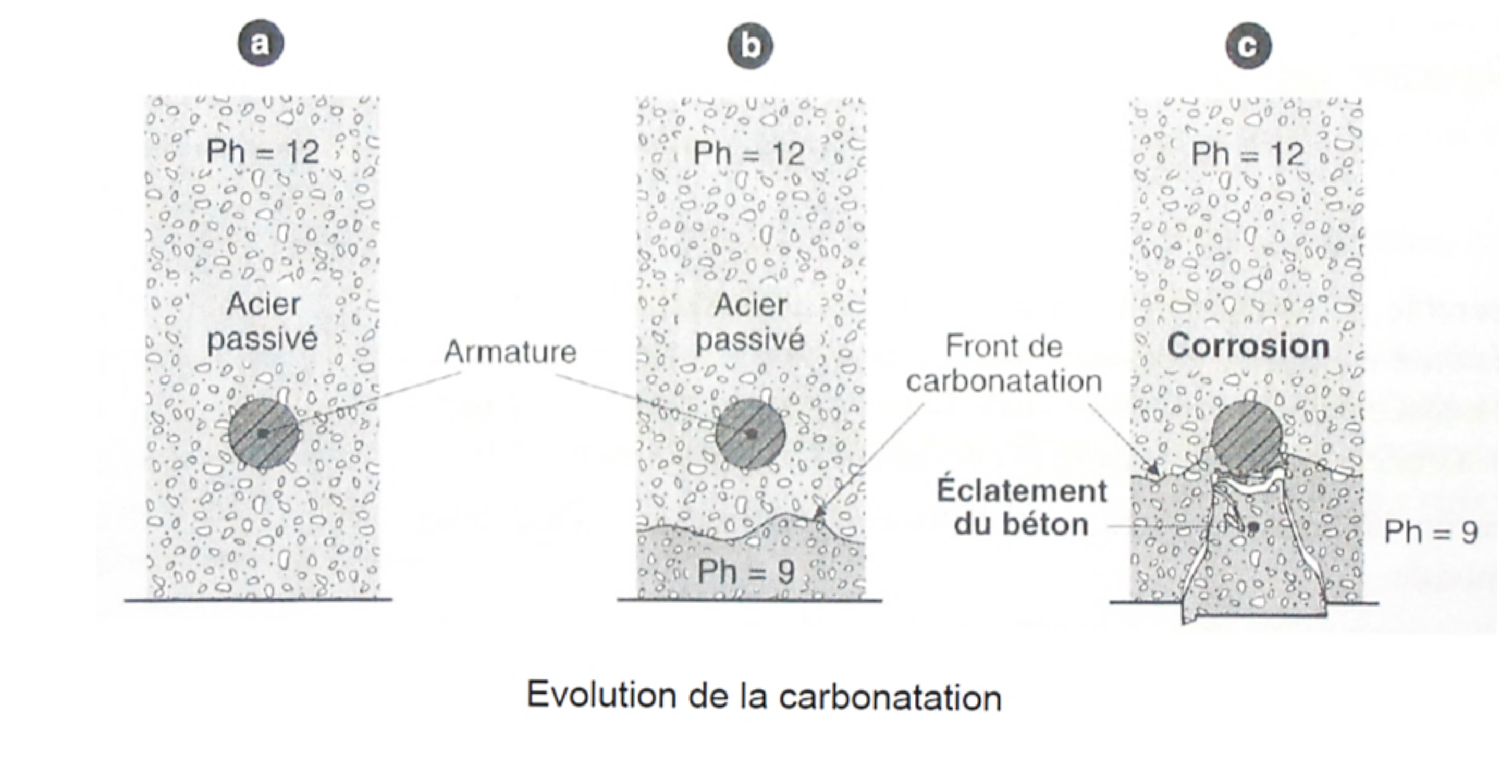 a
b
c
Ph = 12
Ph = 12
Ph = 12
Acier
passivé
Armature
Acier
passivé
Front de
carbonatation
Corrosion
Éclatement
du béton
Ph = 9
Ph = 9
Evolution de la carbonatation